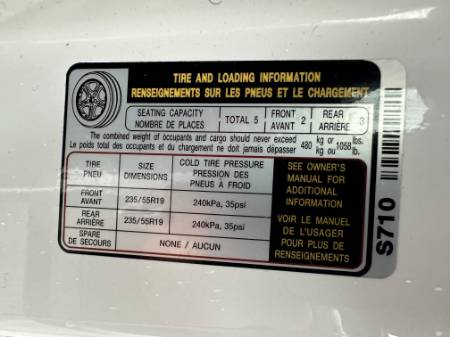 TIRE AND LOADING INFORMATION
RENSEIGNEMENTS SUR LES PNEUS ET LE CHARGEMENT
SEATING CAPACITY
NOMBRE DE PLACES
TOTAL 5
FRONT
AVANT
2
REAR
ARRIÈRE
3
The combined weight of occupants and cargo should never exceed
Le poids total des occupants et du chargement ne doit jamais dépasser
480
kg or
kg ou
1058
lbs.
lb.
TIRE
PNEU
SIZE
DIMENSIONS
COLD TIRE PRESSURE
PRESSION DES
PNEUS À FROID
FRONT
AVANT
235/55R19
240kPa, 35psi
REAR
ARRIÈRE
235/55R19
240kPa, 35psi
SPARE
DE SECOURS
NONE / AUCUN
SEE OWNER'S
MANUAL FOR
ADDITIONAL
INFORMATION
VOIR LE MANUEL
DE L'USAGER
POUR PLUS DE
RENSEIGNEMENTS
S710